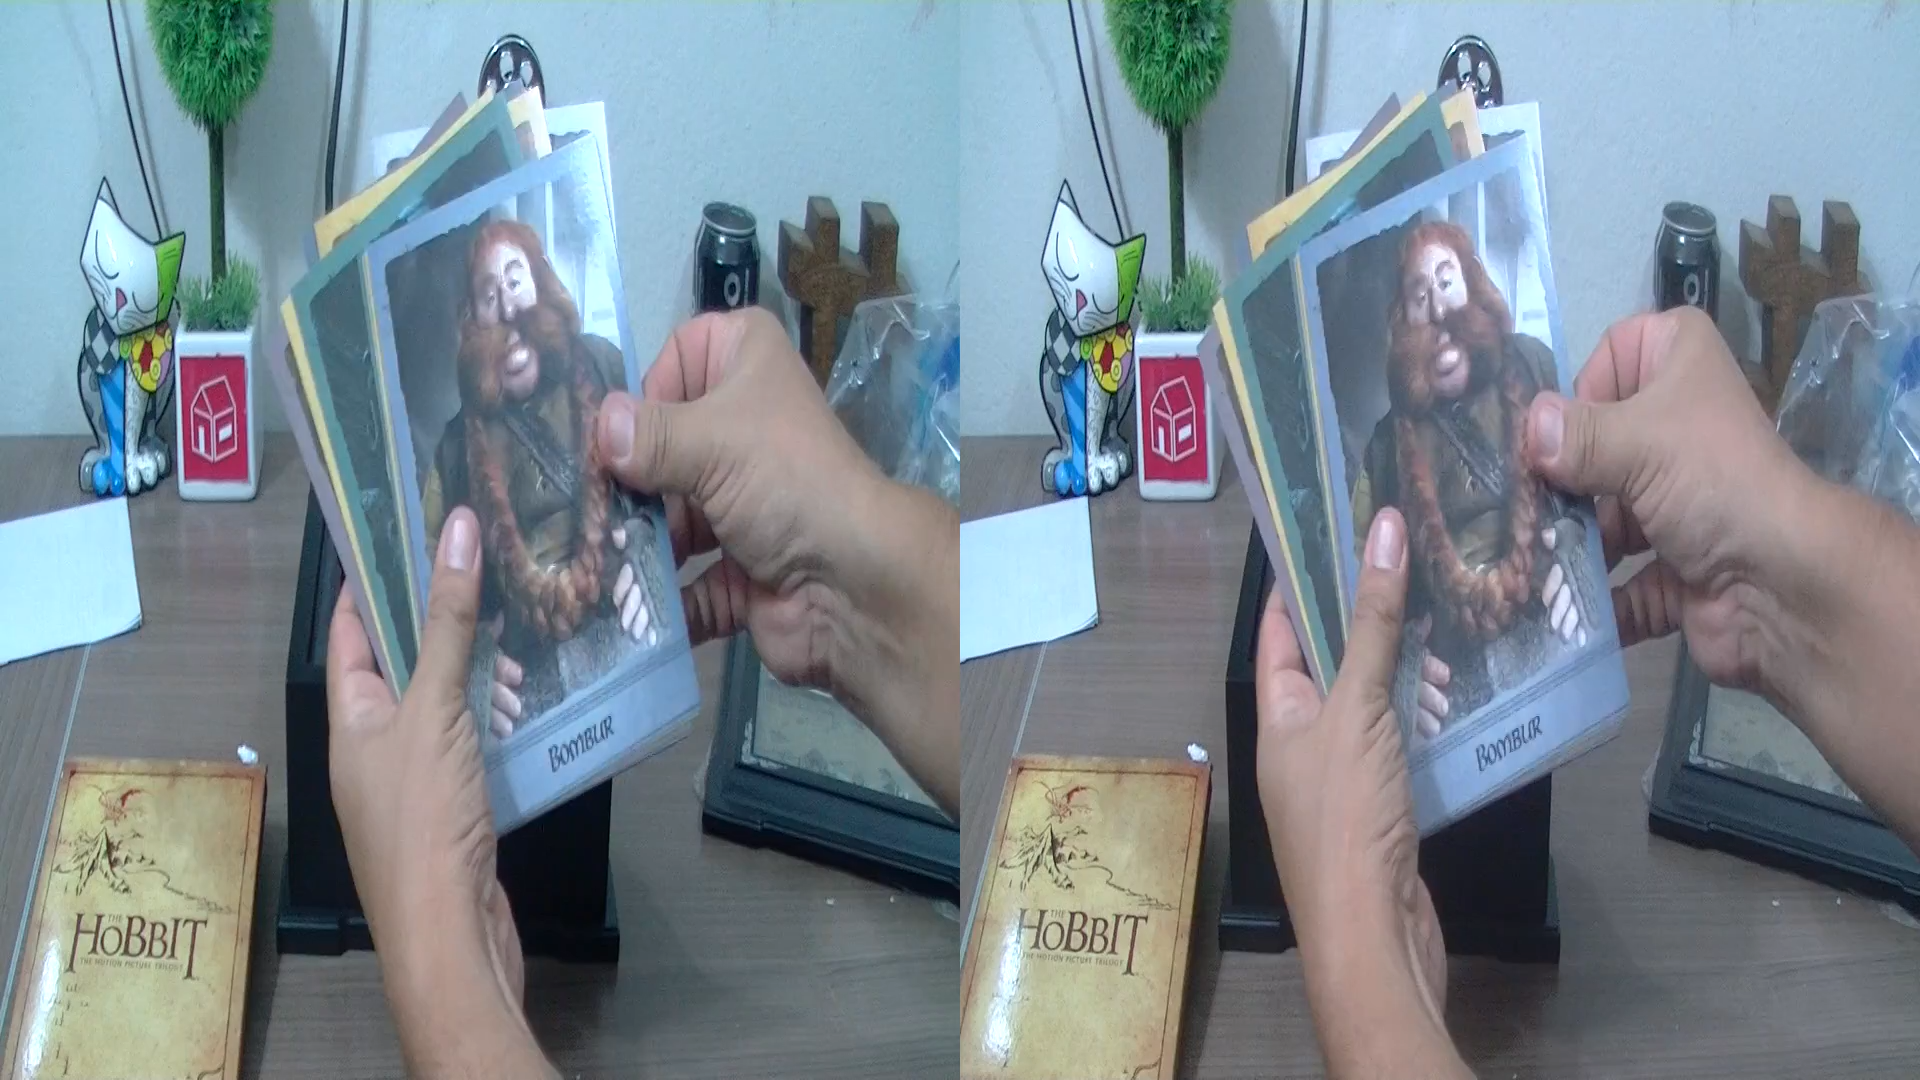 BOMBUR
THE
HOBBIT
THE MOTION PICTURE TRILOGY
BOMBUR
THE
HOBBIT
THE MOTION PICTURE TRILOGY